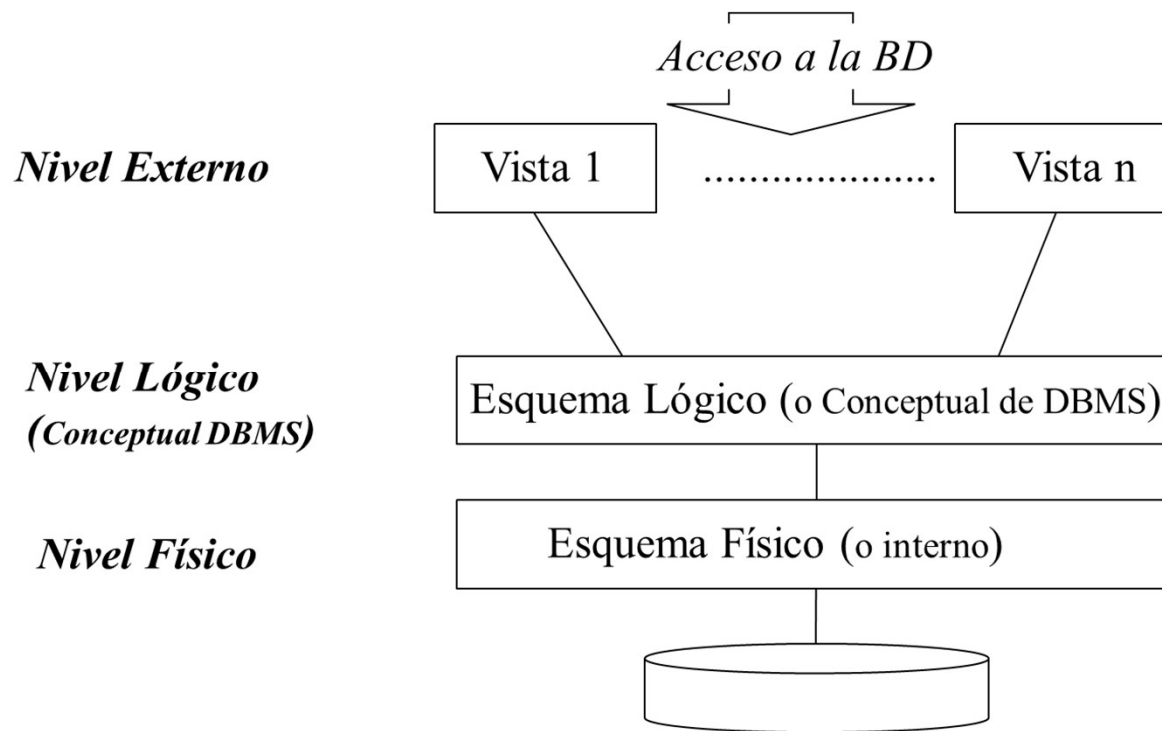 Acceso a la BD
Nivel Externo
Vista 1
.....................
Vista n
Nivel Lógico
(Conceptual DBMS)
Esquema Lógico (o Conceptual de DBMS)
Nivel Físico
Esquema Físico (o interno)